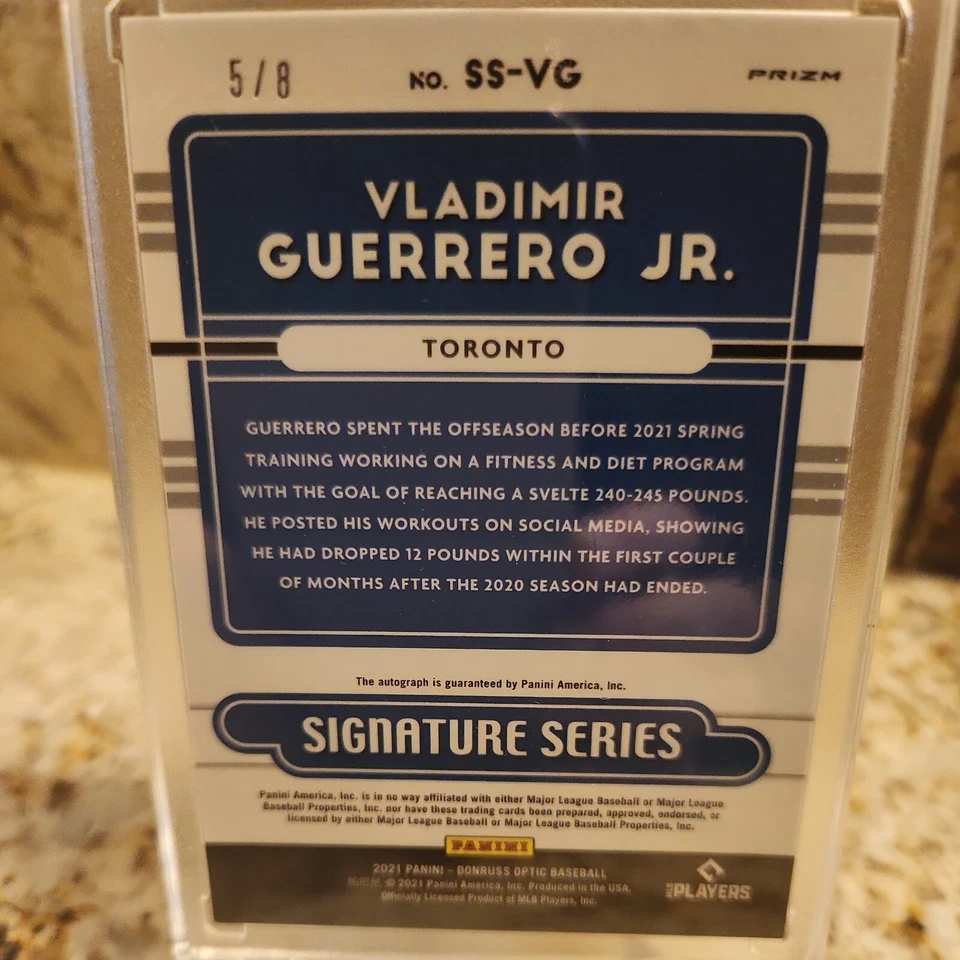 5/8
NO. SS-VG
PRIZM
VLADIMIR
GUERRERO JR.
TORONTO
GUERRERO SPENT THE OFFSEASON BEFORE 2021 SPRING
TRAINING WORKING ON A FITNESS AND DIET PROGRAM
WITH THE GOAL OF REACHING A SVELTE 240-245 POUNDS.
HE POSTED HIS WORKOUTS ON SOCIAL MEDIA, SHOWING
HE HAD DROPPED 12 POUNDS WITHIN THE FIRST COUPLE
OF MONTHS AFTER THE 2020 SEASON HAD ENDED.
The autograph is guaranteed by Panini America, Inc.
SIGNATURE SERIES
Panini America, Inc. is in no way affiliated with either Major League Baseball or Major League
Baseball Properties, Inc. nor have these trading cards been prepared, approved, endorsed, or
licensed by either Major League Baseball or Major League Baseball Properties, Inc.
PANINI
2021 PANINI - DONRUSS OPTIC BASEBALL
© 2021 Panini America, Inc. Produced in the USA.
Officially Licensed Product of MLB Players, Inc.
MLB PLAYERS